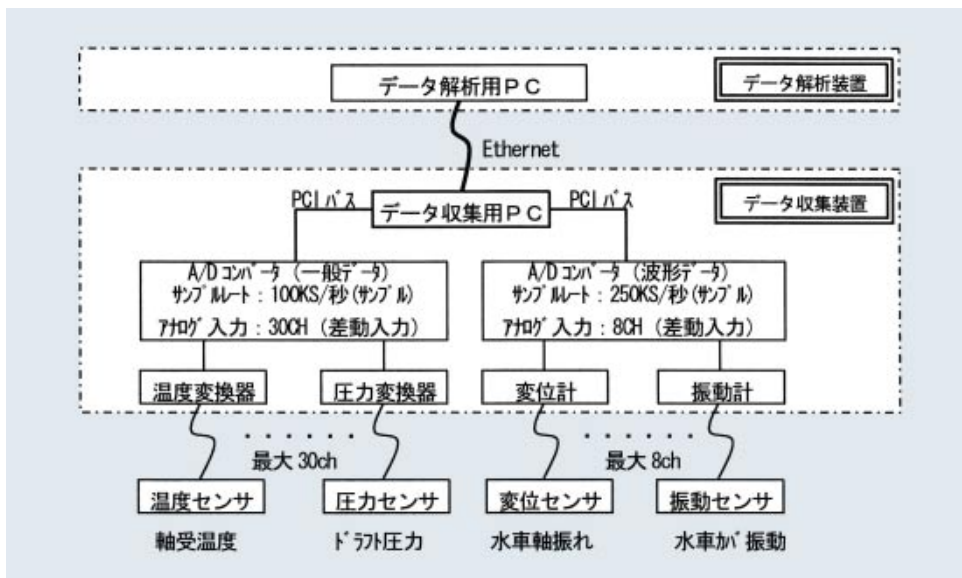 データ解析用ＰＣ
データ解析装置
Ethernet
PCIバス
データ収集用ＰＣ
PCIバス
データ収集装置
A/Dコンバータ（一般データ）
サンプルレート：100KS/秒(サンプル)
アナログ入力：30CH（差動入力）
A/Dコンバータ（波形データ）
サンプルレート：250KS/秒(サンプル)
アナログ入力：8CH（差動入力）
温度変換器
圧力変換器
変位計
振動計
・・・・・・
最大30ch
・・・・・・
最大8ch
温度センサ
圧力センサ
変位センサ
振動センサ
軸受温度
ドラフト圧力
水車軸振れ
水車カバー振動